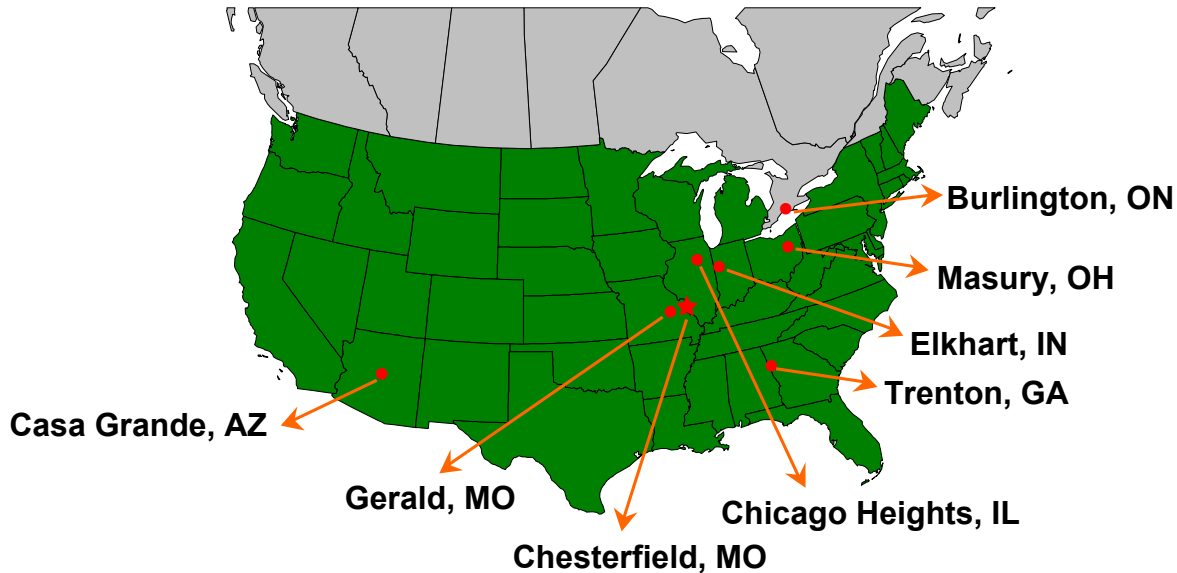 Burlington, ON
Masury, OH
Elkhart, IN
Trenton, GA
Casa Grande, AZ
Gerald, MO
Chicago Heights, IL
Chesterfield, MO